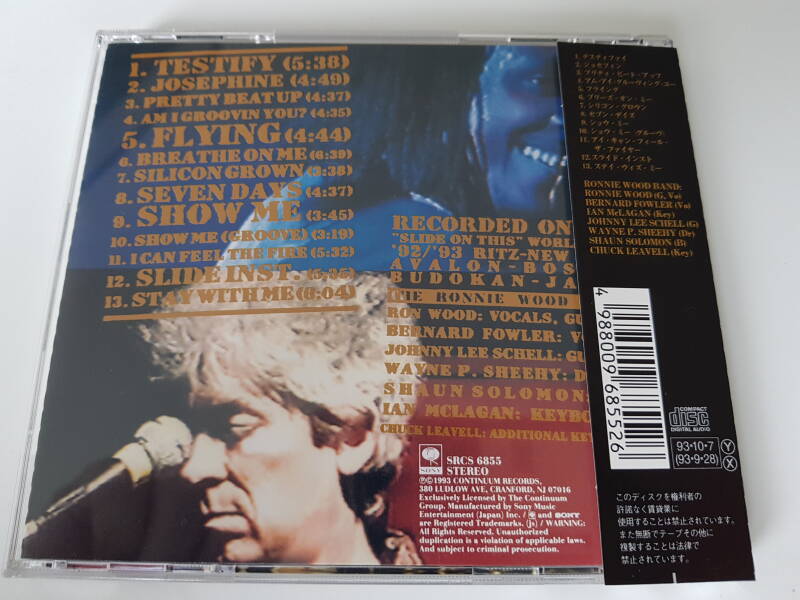 1. TESTIFY (5:38)
2. JOSEPHINE (4:49)
3. PRETTY BEAT UP (4:37)
4. AM I GROOVIN YOU? (4:35)
5. FLYING (4:44)
6. BREATHE ON ME (6:39)
7. SILICON GROWN (3:38)
8. SEVEN DAYS (4:37)
9. SHOW ME (3:45)
10. SHOW ME (GROOVE) (3:19)
11. I CAN FEEL THE FIRE (5:32)
12. SLIDE INST.
13. STAY WITH ME (6:04)
RECORDED ON
"SLIDE ON THIS" WORL
'92/'93 RITZ-NEW
AVALON-BOS
BUDOKAN-JA
THE RONNIE WOOD
RON WOOD: VOCALS, GU
BERNARD FOWLER: V
JOHNNY LEE SCHELL: GU
WAYNE P. SHEEHY: D
SHAUN SOLOMON:
IAN MCLAGAN: KEYBO
CHUCK LEAVELL: ADDITIONAL KEY
SONY
SRCS 6855
STEREO
℗©1993 CONTINUUM RECORDS,
380 LUDLOW AVE, CRANFORD, NJ 07016
Exclusively Licensed by The Continuum
Group. Manufactured by Sony Music
Entertainment (Japan) Inc. / and SONY
are Registered Trademarks. (js) / WARNING:
All Rights Reserved. Unauthorized
duplication is a violation of applicable laws.
And subject to criminal prosecution.
1. テスティファイ
2. ジョセフィン
3. プリティ・ビート・アップ
4. アム・アイ・グルーヴィング・ユー
5. フライング
6. ブリーズ・オン・ミー
7. シリコン・グロウン
8. セブン・デイズ
9. ショウ・ミー
10. ショウ・ミー (グルーヴ)
11. アイ・キャン・フィール・
ザ・ファイヤー
12. スライド・インスト
13. ステイ・ウィズ・ミー
RONNIE WOOD BAND:
RONNIE WOOD (G, Vo)
BERNARD FOWLER (Vo)
IAN McLAGAN (Key)
JOHNNY LEE SCHELL (G)
WAYNE P. SHEEHY (Dr)
SHAUN SOLOMON (B)
CHUCK LEAVELL (Key)
4 988009 685526
COMPACT
disc
DIGITAL AUDIO
93・10・7
(93・9・28)
Y
X
このディスクを権利者の
許諾なく賃貸業に
使用することは禁止されています。
また無断でテープその他に
複製することは法律で
禁じられています。